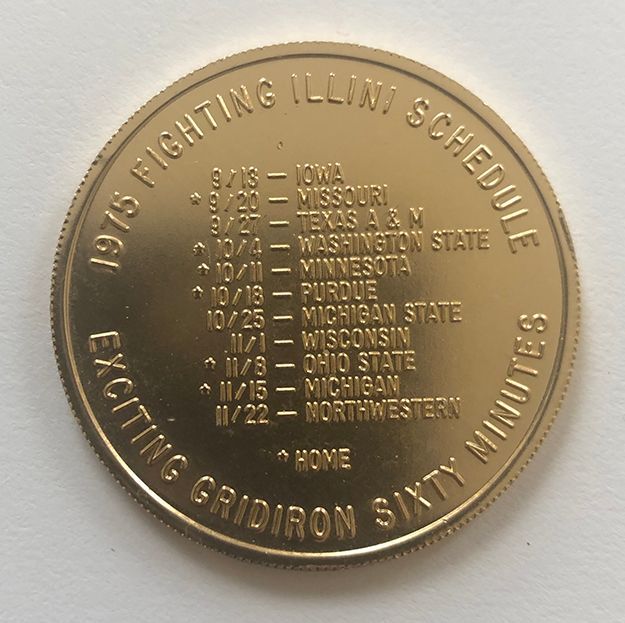 1975 FIGHTING ILLINI SCHEDULE
9/13 — IOWA
*9/20 — MISSOURI
9/27 — TEXAS A & M
*10/4 — WASHINGTON STATE
*10/11 — MINNESOTA
*10/18 — PURDUE
10/25 — MICHIGAN STATE
11/1 — WISCONSIN
*11/8 — OHIO STATE
*11/15 — MICHIGAN
11/22 — NORTHWESTERN
*HOME
EXCITING GRIDIRON SIXTY MINUTES